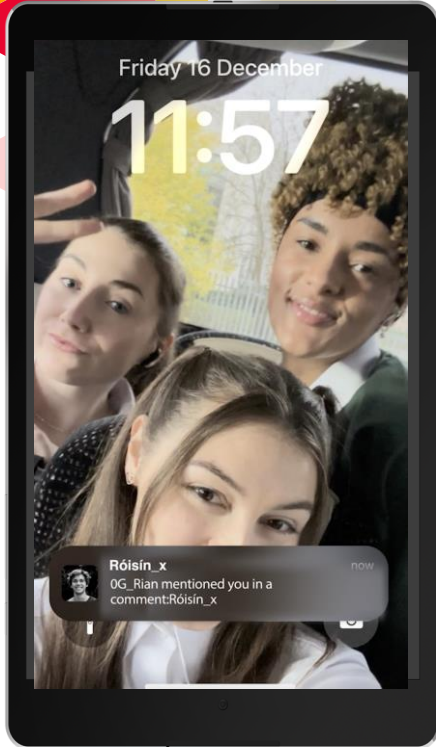 Friday 16 December
11:57
Róisín_x
now
0G_Rian mentioned you in a
comment:Róisín_x